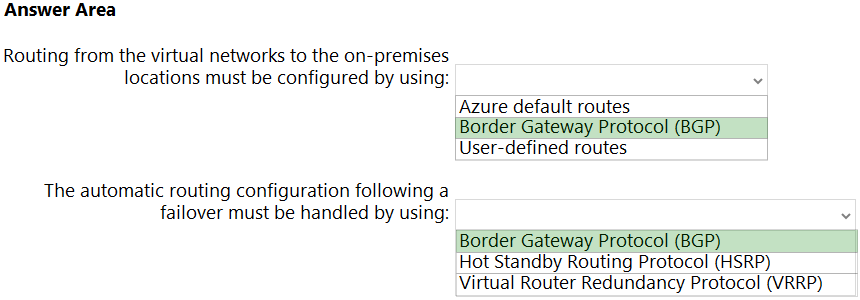 Answer Area
Routing from the virtual networks to the on-premises
locations must be configured by using:
Azure default routes
Border Gateway Protocol (BGP)
User-defined routes
The automatic routing configuration following a
failover must be handled by using:
Border Gateway Protocol (BGP)
Hot Standby Routing Protocol (HSRP)
Virtual Router Redundancy Protocol (VRRP)